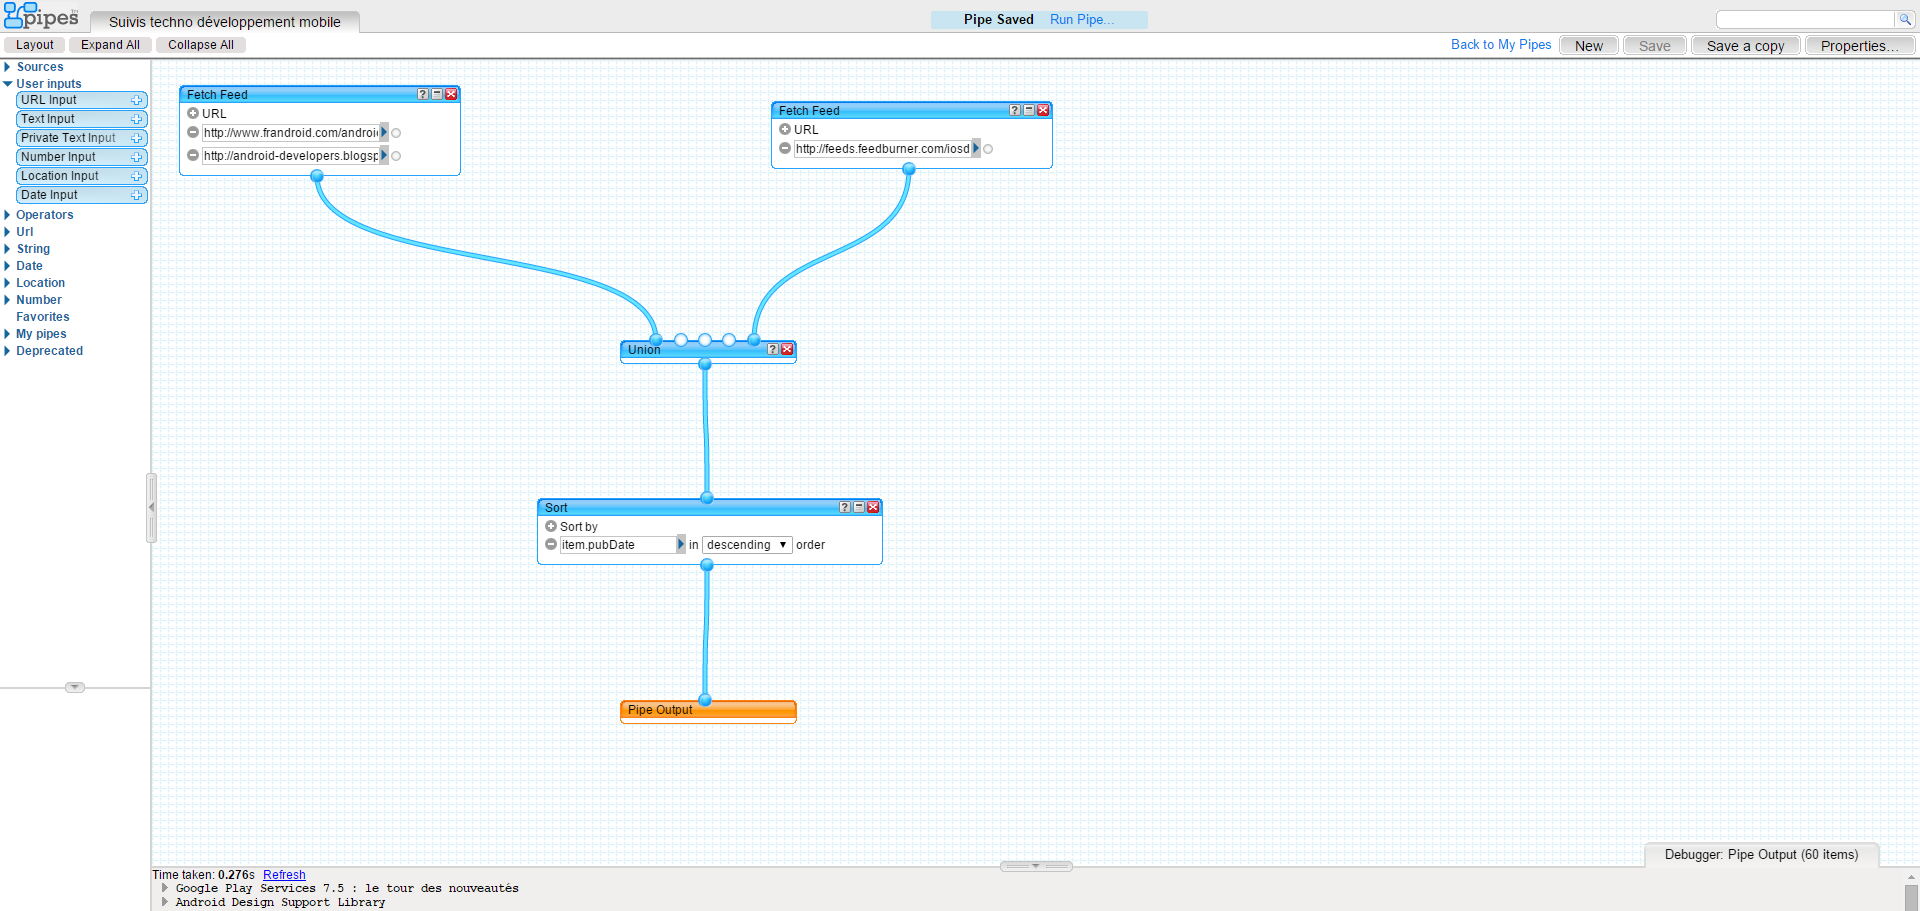 pipes
Suivis techno développement mobile
Pipe Saved Run Pipe...
Layout Expand All Collapse All
Back to My Pipes New Save Save a copy Properties...
Sources
User inputs
URL Input
Text Input
Private Text Input
Number Input
Location Input
Date Input
Operators
Url
String
Date
Location
Number
Favorites
My pipes
Deprecated
Fetch Feed ?
URL
http://www.frandroid.com/androi
http://android-developers.blogsp
Fetch Feed ?
URL
http://feeds.feedburner.com/iosd
Union ?
Sort ?
Sort by
item.pubDate in descending order
Pipe Output
Debugger: Pipe Output (60 items)
Time taken: 0.276s Refresh
Google Play Services 7.5 : le tour des nouveautés
Android Design Support Library